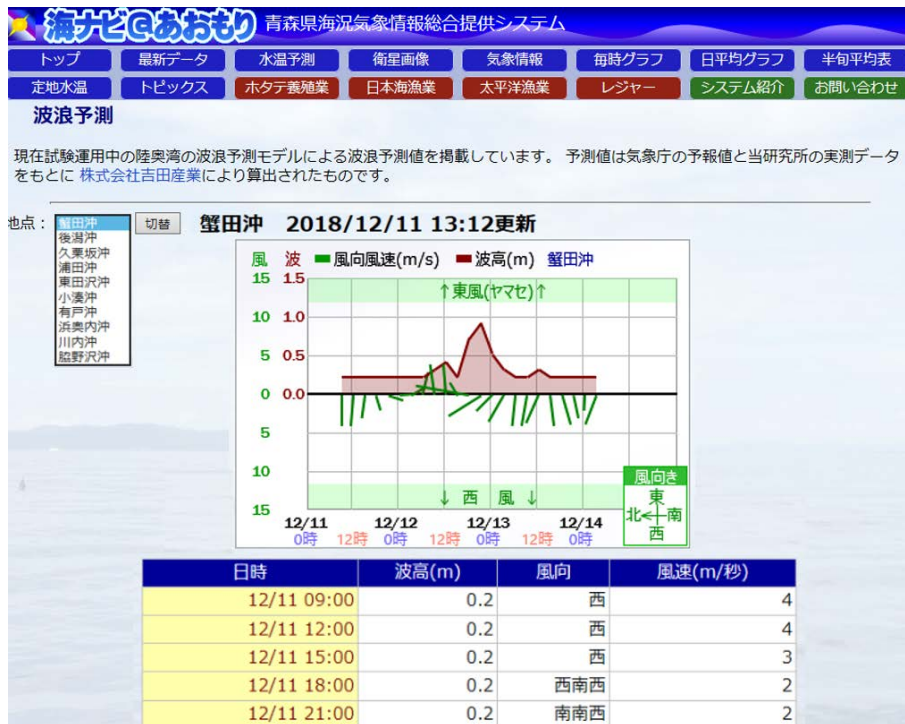 海ナビ@あおもり 青森県海況気象情報総合提供システム
トップ 最新データ 水温予測 衛星画像 気象情報 毎時グラフ 日平均グラフ 半旬平均表
定地水温 トピックス ホタテ養殖業 日本海漁業 太平洋漁業 レジャー システム紹介 お問い合わせ
波浪予測
現在試験運用中の陸奥湾の波浪予測モデルによる波浪予測値を掲載しています。 予測値は気象庁の予報値と当研究所の実測データ
をもとに 株式会社吉田産業により算出されたものです。
地点： 蟹田沖 切替 蟹田沖 2018/12/11 13:12更新
後潟沖
久栗坂沖
浦田沖
東田沢沖
小湊沖
有戸沖
浜奥内沖
川内沖
脇野沢沖
風 波 風向風速(m/s) 波高(m) 蟹田沖
15 1.5
↑東風(ヤマセ)↑
10 1.0
5 0.5
0 0.0
5
10
15
↓ 西 風 ↓
風向き
東
北 南
西
12/11 12/12 12/13 12/14
0時 12時 0時 12時 0時 12時 0時
日時 波高(m) 風向 風速(m/秒)
12/11 09:00 0.2 西 4
12/11 12:00 0.2 西 4
12/11 15:00 0.2 西 3
12/11 18:00 0.2 西南西 2
12/11 21:00 0.2 南南西 2